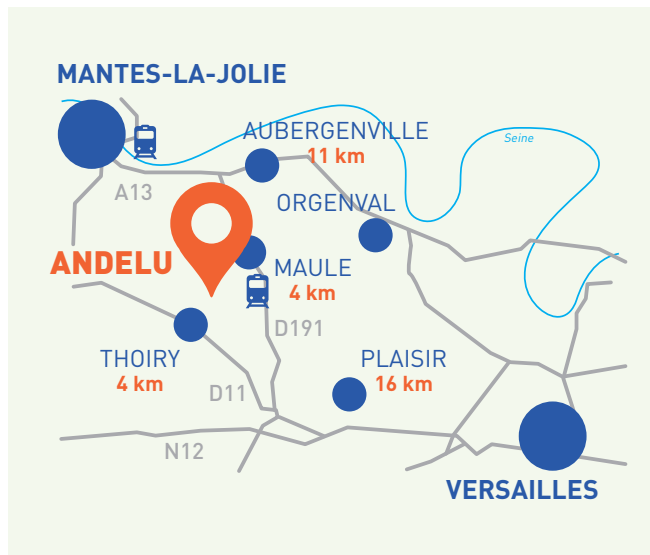 MANTES-LA-JOLIE
Seine
AUBERGENVILLE
11 km
A13
ORGENVAL
ANDELU
MAULE
4 km
D191
THOIRY
4 km
PLAISIR
16 km
D11
N12
VERSAILLES